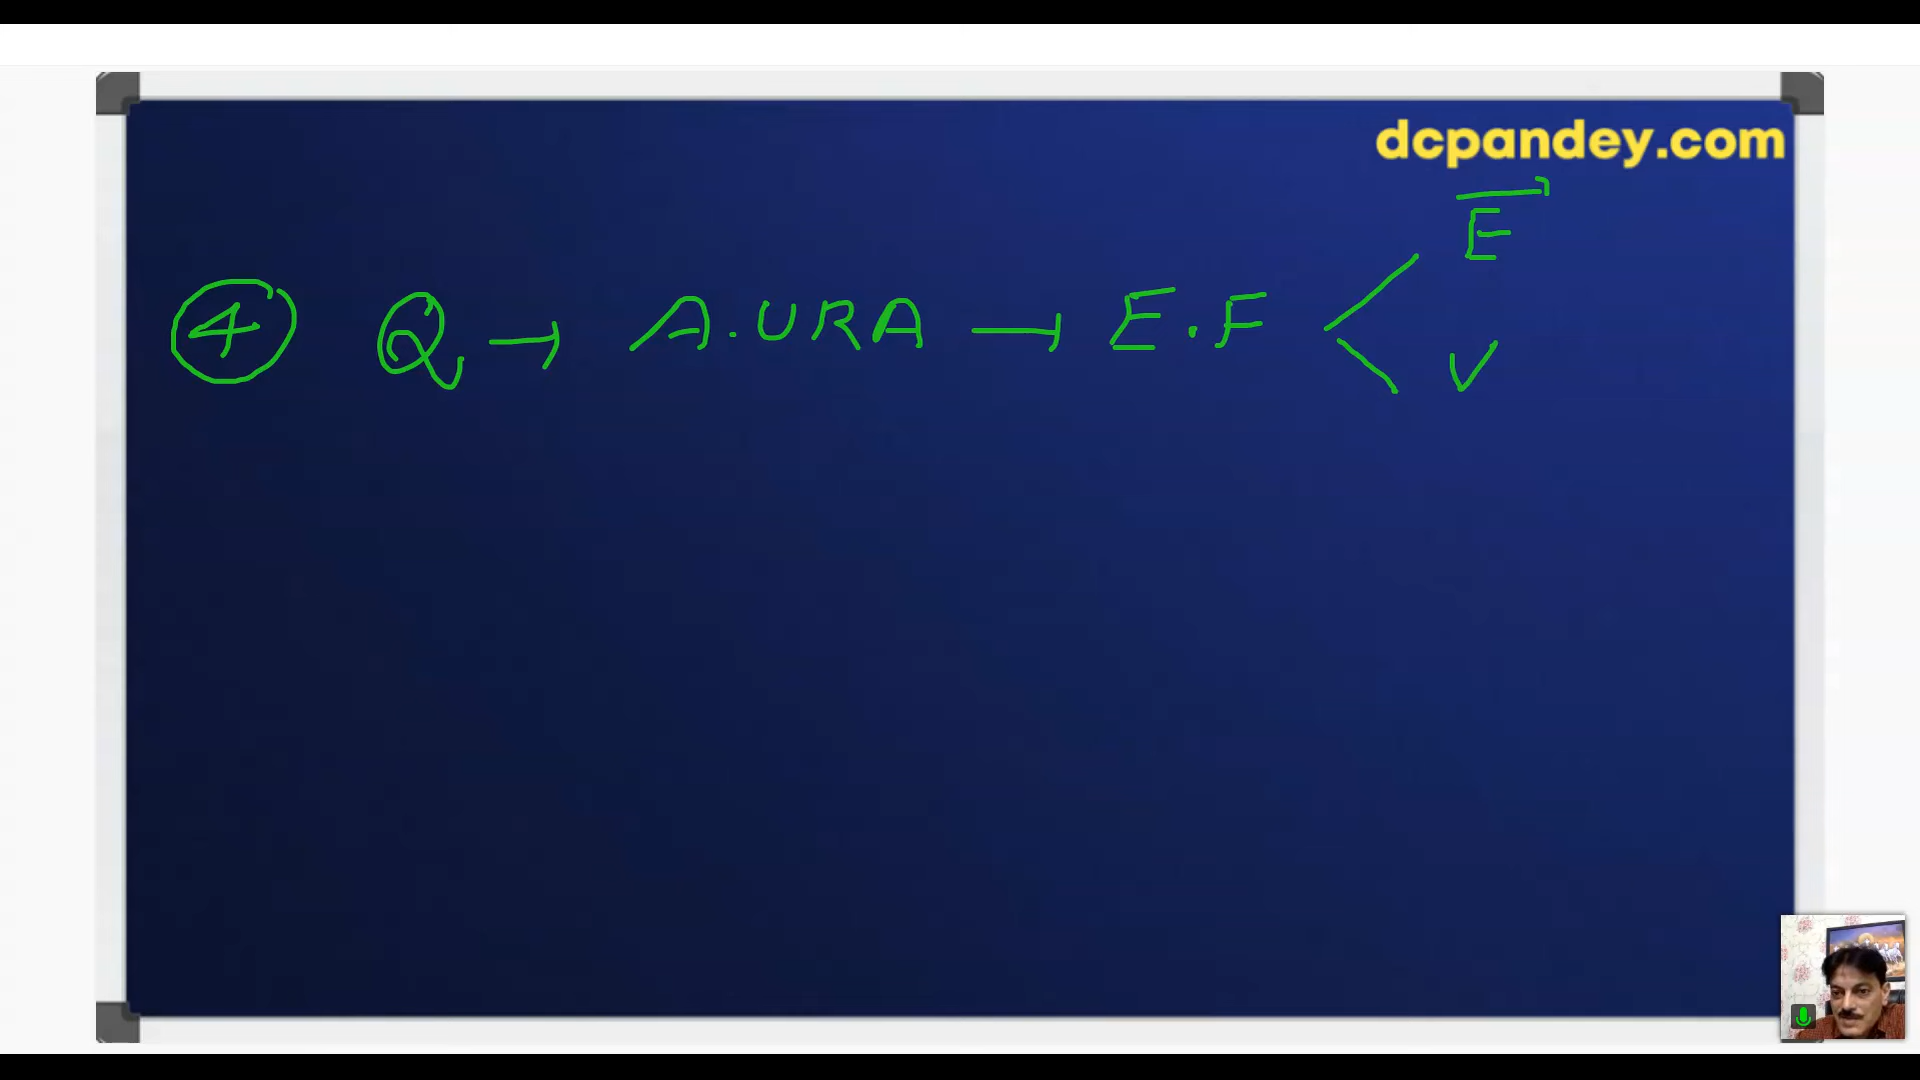 dcpandey.com
E
4 Q → A.URA → E.F
V